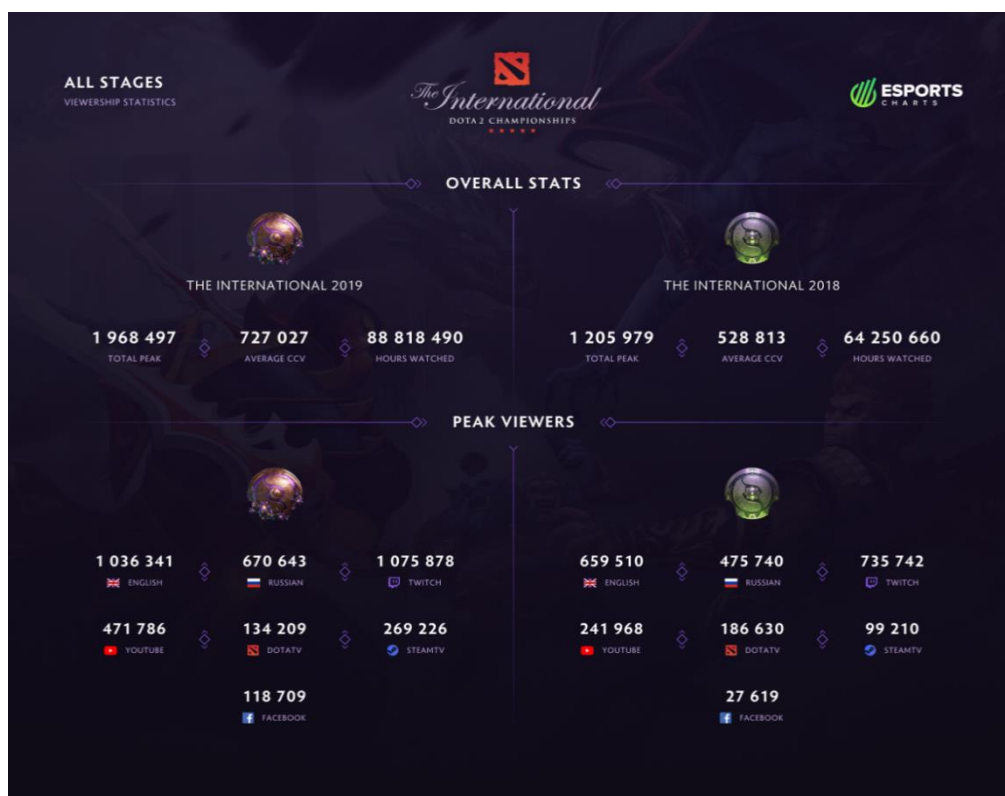 ALL STAGES
VIEWERSHIP STATISTICS
The International
DOTA 2 CHAMPIONSHIPS
ESPORTS
CHARTS
OVERALL STATS
THE INTERNATIONAL 2019
1 968 497 727 027 88 818 490
TOTAL PEAK AVERAGE CCV HOURS WATCHED
THE INTERNATIONAL 2018
1 205 979 528 813 64 250 660
TOTAL PEAK AVERAGE CCV HOURS WATCHED
PEAK VIEWERS
1 036 341 670 643 1 075 878
ENGLISH RUSSIAN TWITCH
471 786 134 209 269 226
YOUTUBE DOTATV STEAMTV
118 709
FACEBOOK
659 510 475 740 735 742
ENGLISH RUSSIAN TWITCH
241 968 186 630 99 210
YOUTUBE DOTATV STEAMTV
27 619
FACEBOOK